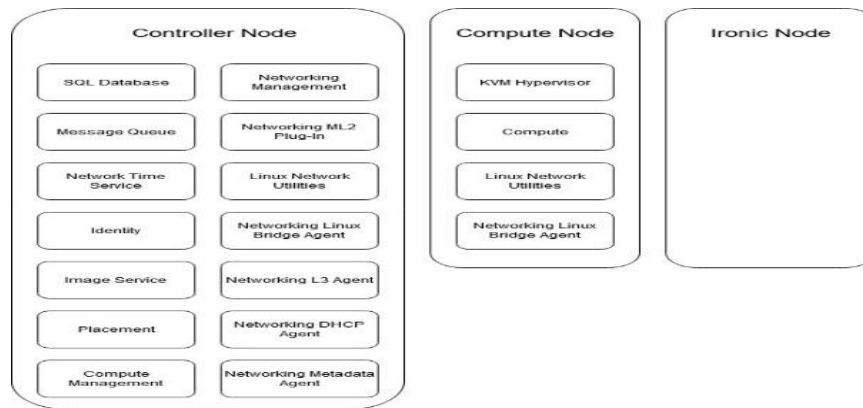 Controller Node
SQL Database
Networking
Management
Message Queue
Networking ML2
Plug-In
Network Time
Service
Linux Network
Utilities
Identity
Networking Linux
Bridge Agent
Image Service
Networking L3 Agent
Placement
Networking DHCP
Agent
Compute
Management
Networking Metadata
Agent
Compute Node
KVM Hypervisor
Compute
Linux Network
Utilities
Networking Linux
Bridge Agent
Ironic Node